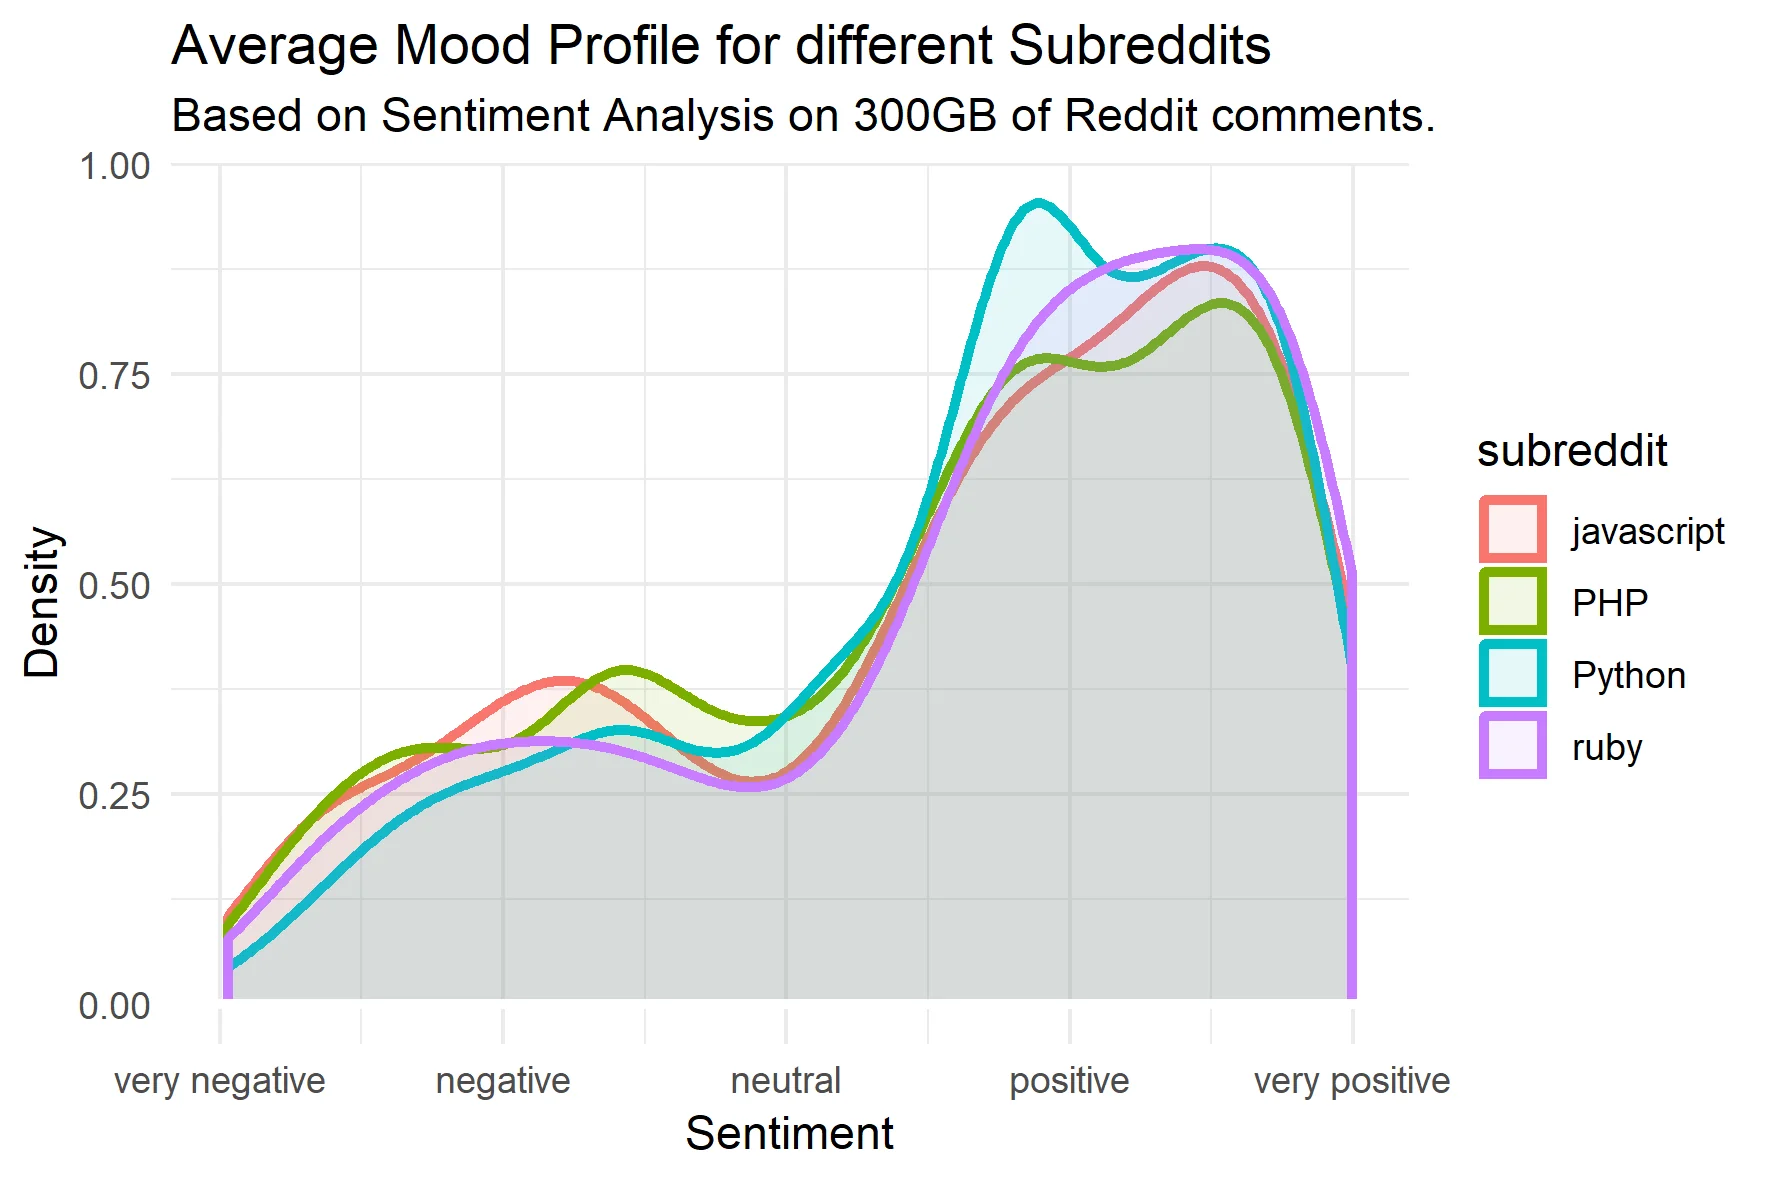 Average Mood Profile for different Subreddits
Based on Sentiment Analysis on 300GB of Reddit comments.
1.00
0.75
0.50
0.25
0.00
Density
very negative negative neutral positive very positive
Sentiment
subreddit
javascript
PHP
Python
ruby